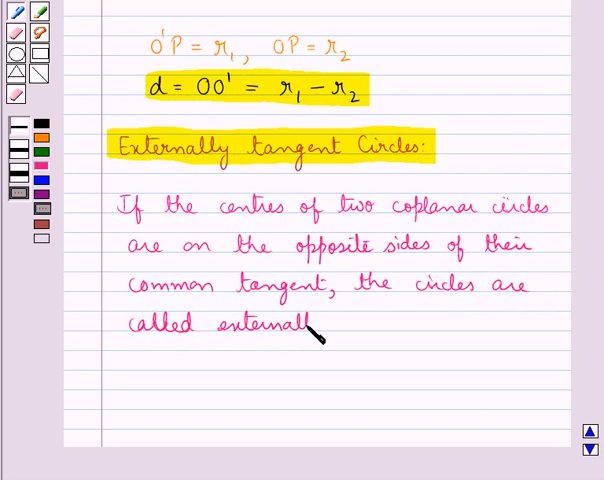 O'P = r₁, OP = r₂
d = OO' = r₁ - r₂
Externally tangent Circles:
If the centres of two coplanar circles
are on the opposite sides of their
common tangent, the circles are
called externall